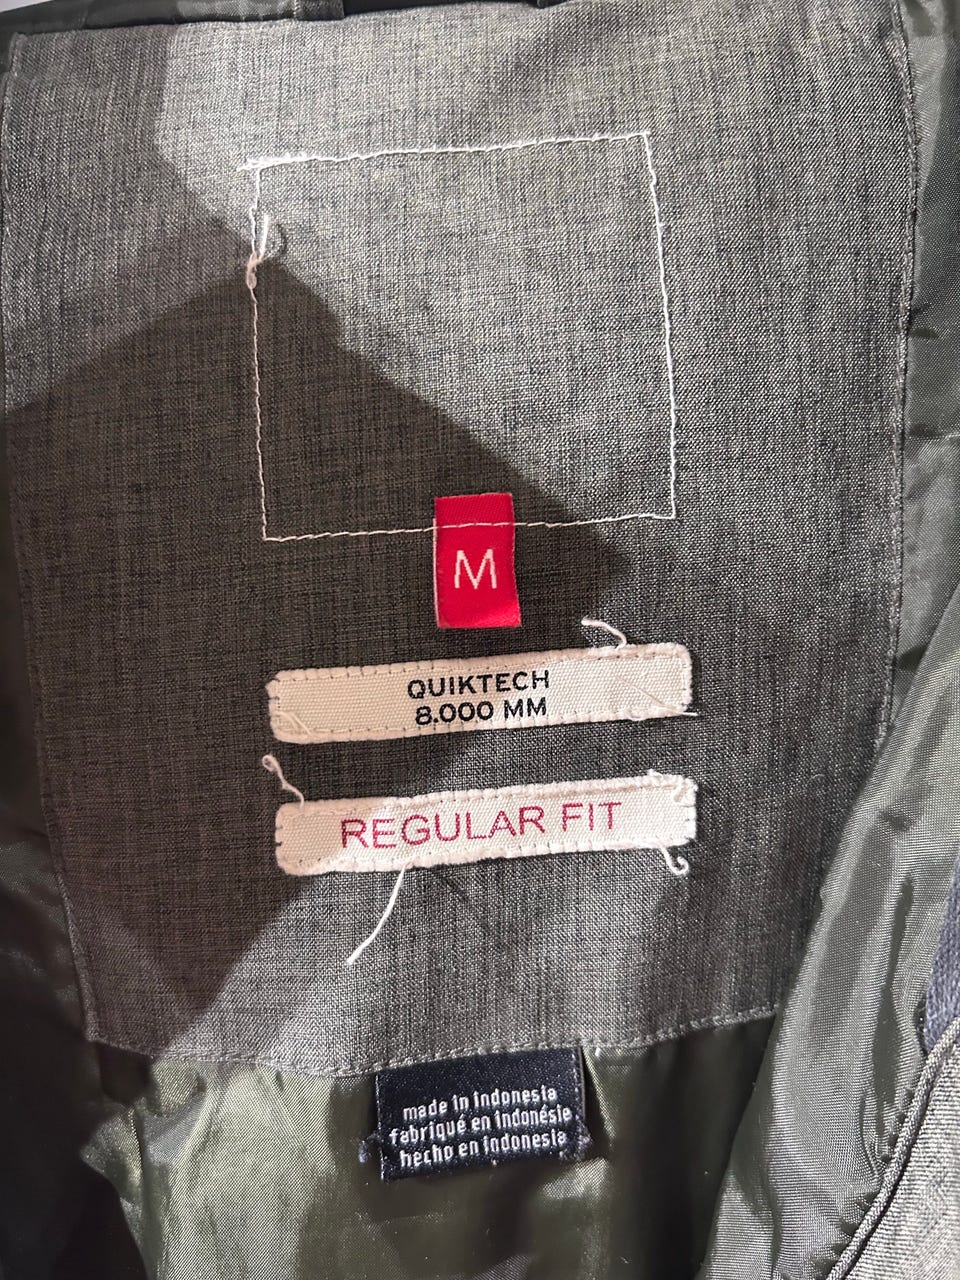 M
QUIKTECH
8.000 MM
REGULAR FIT
made in indonesia
fabriqué en indonésie
hecho en indonesia